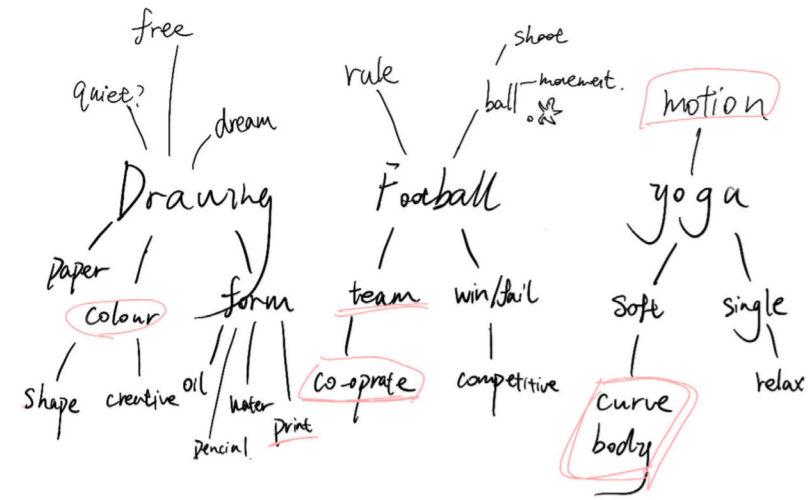 free
quiet?
dream
Drawing
paper
colour
form
shape
creative
oil
pencial
water
print
rule
shoot
ball
movement.
Football
team
win/fail
co-oprate
competitive
motion
yoga
soft
single
curve
body
relax